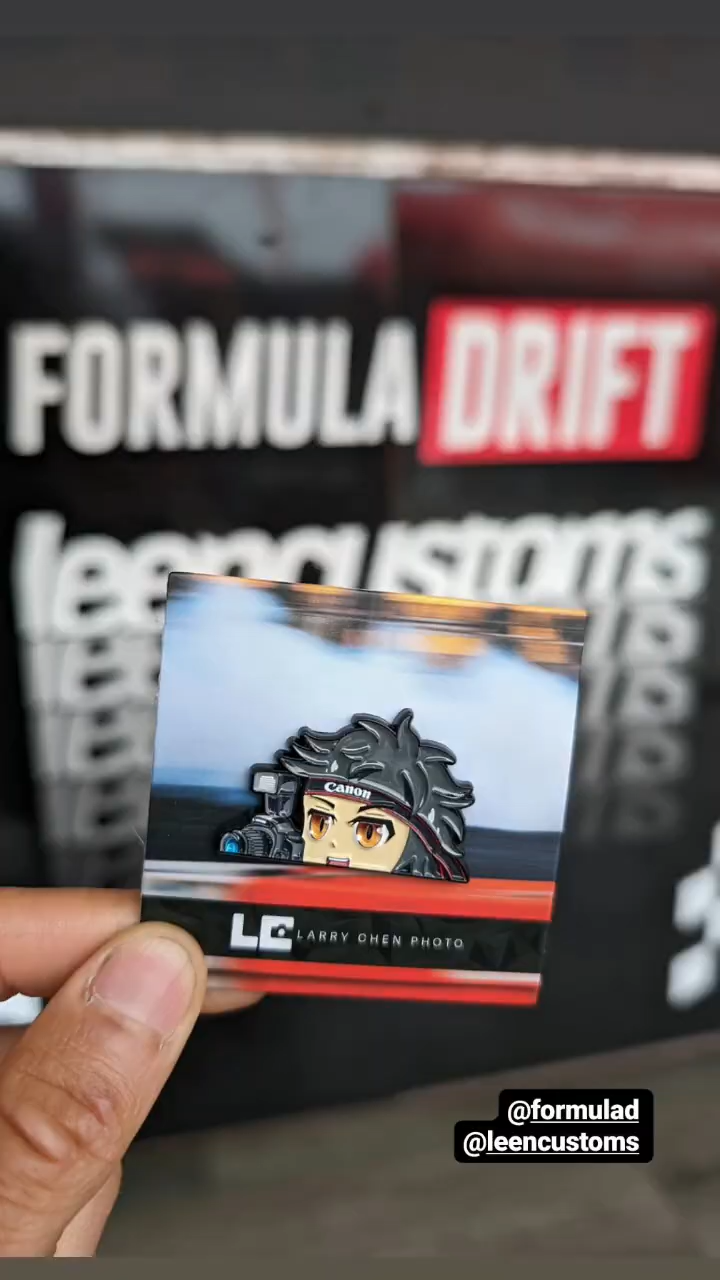 FORMULA DRIFT
leencustoms
Canon
LC LARRY CHEN PHOTO
@formulad
@leencustoms